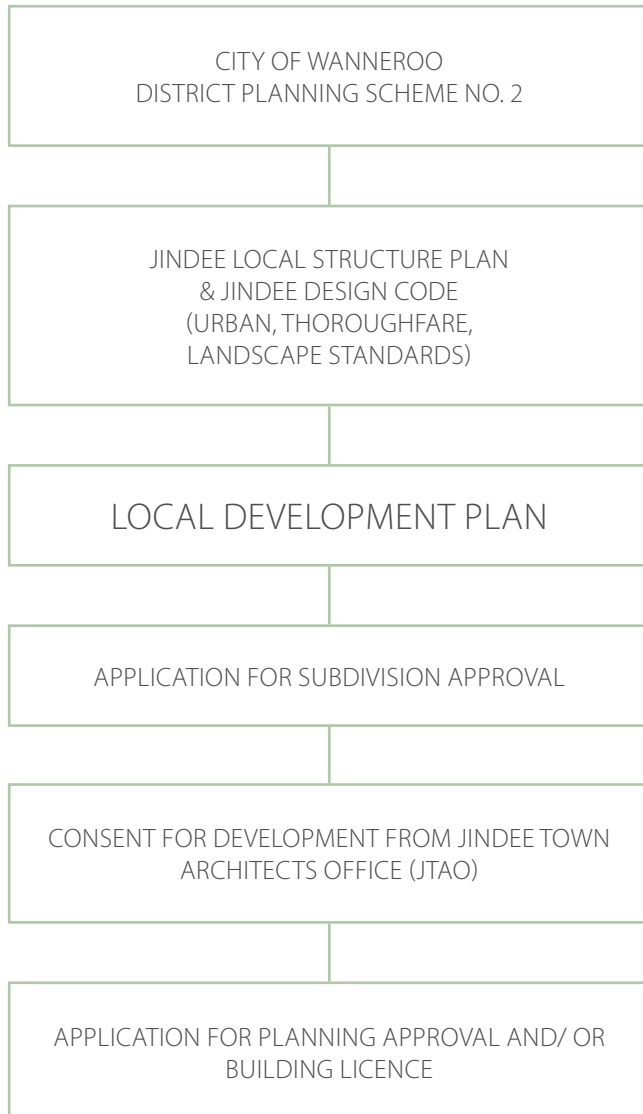 CITY OF WANNEROO
DISTRICT PLANNING SCHEME NO. 2
JINDEE LOCAL STRUCTURE PLAN
& JINDEE DESIGN CODE
(URBAN, THOROUGHFARE,
LANDSCAPE STANDARDS)
LOCAL DEVELOPMENT PLAN
APPLICATION FOR SUBDIVISION APPROVAL
CONSENT FOR DEVELOPMENT FROM JINDEE TOWN
ARCHITECTS OFFICE (JTAO)
APPLICATION FOR PLANNING APPROVAL AND/ OR
BUILDING LICENCE